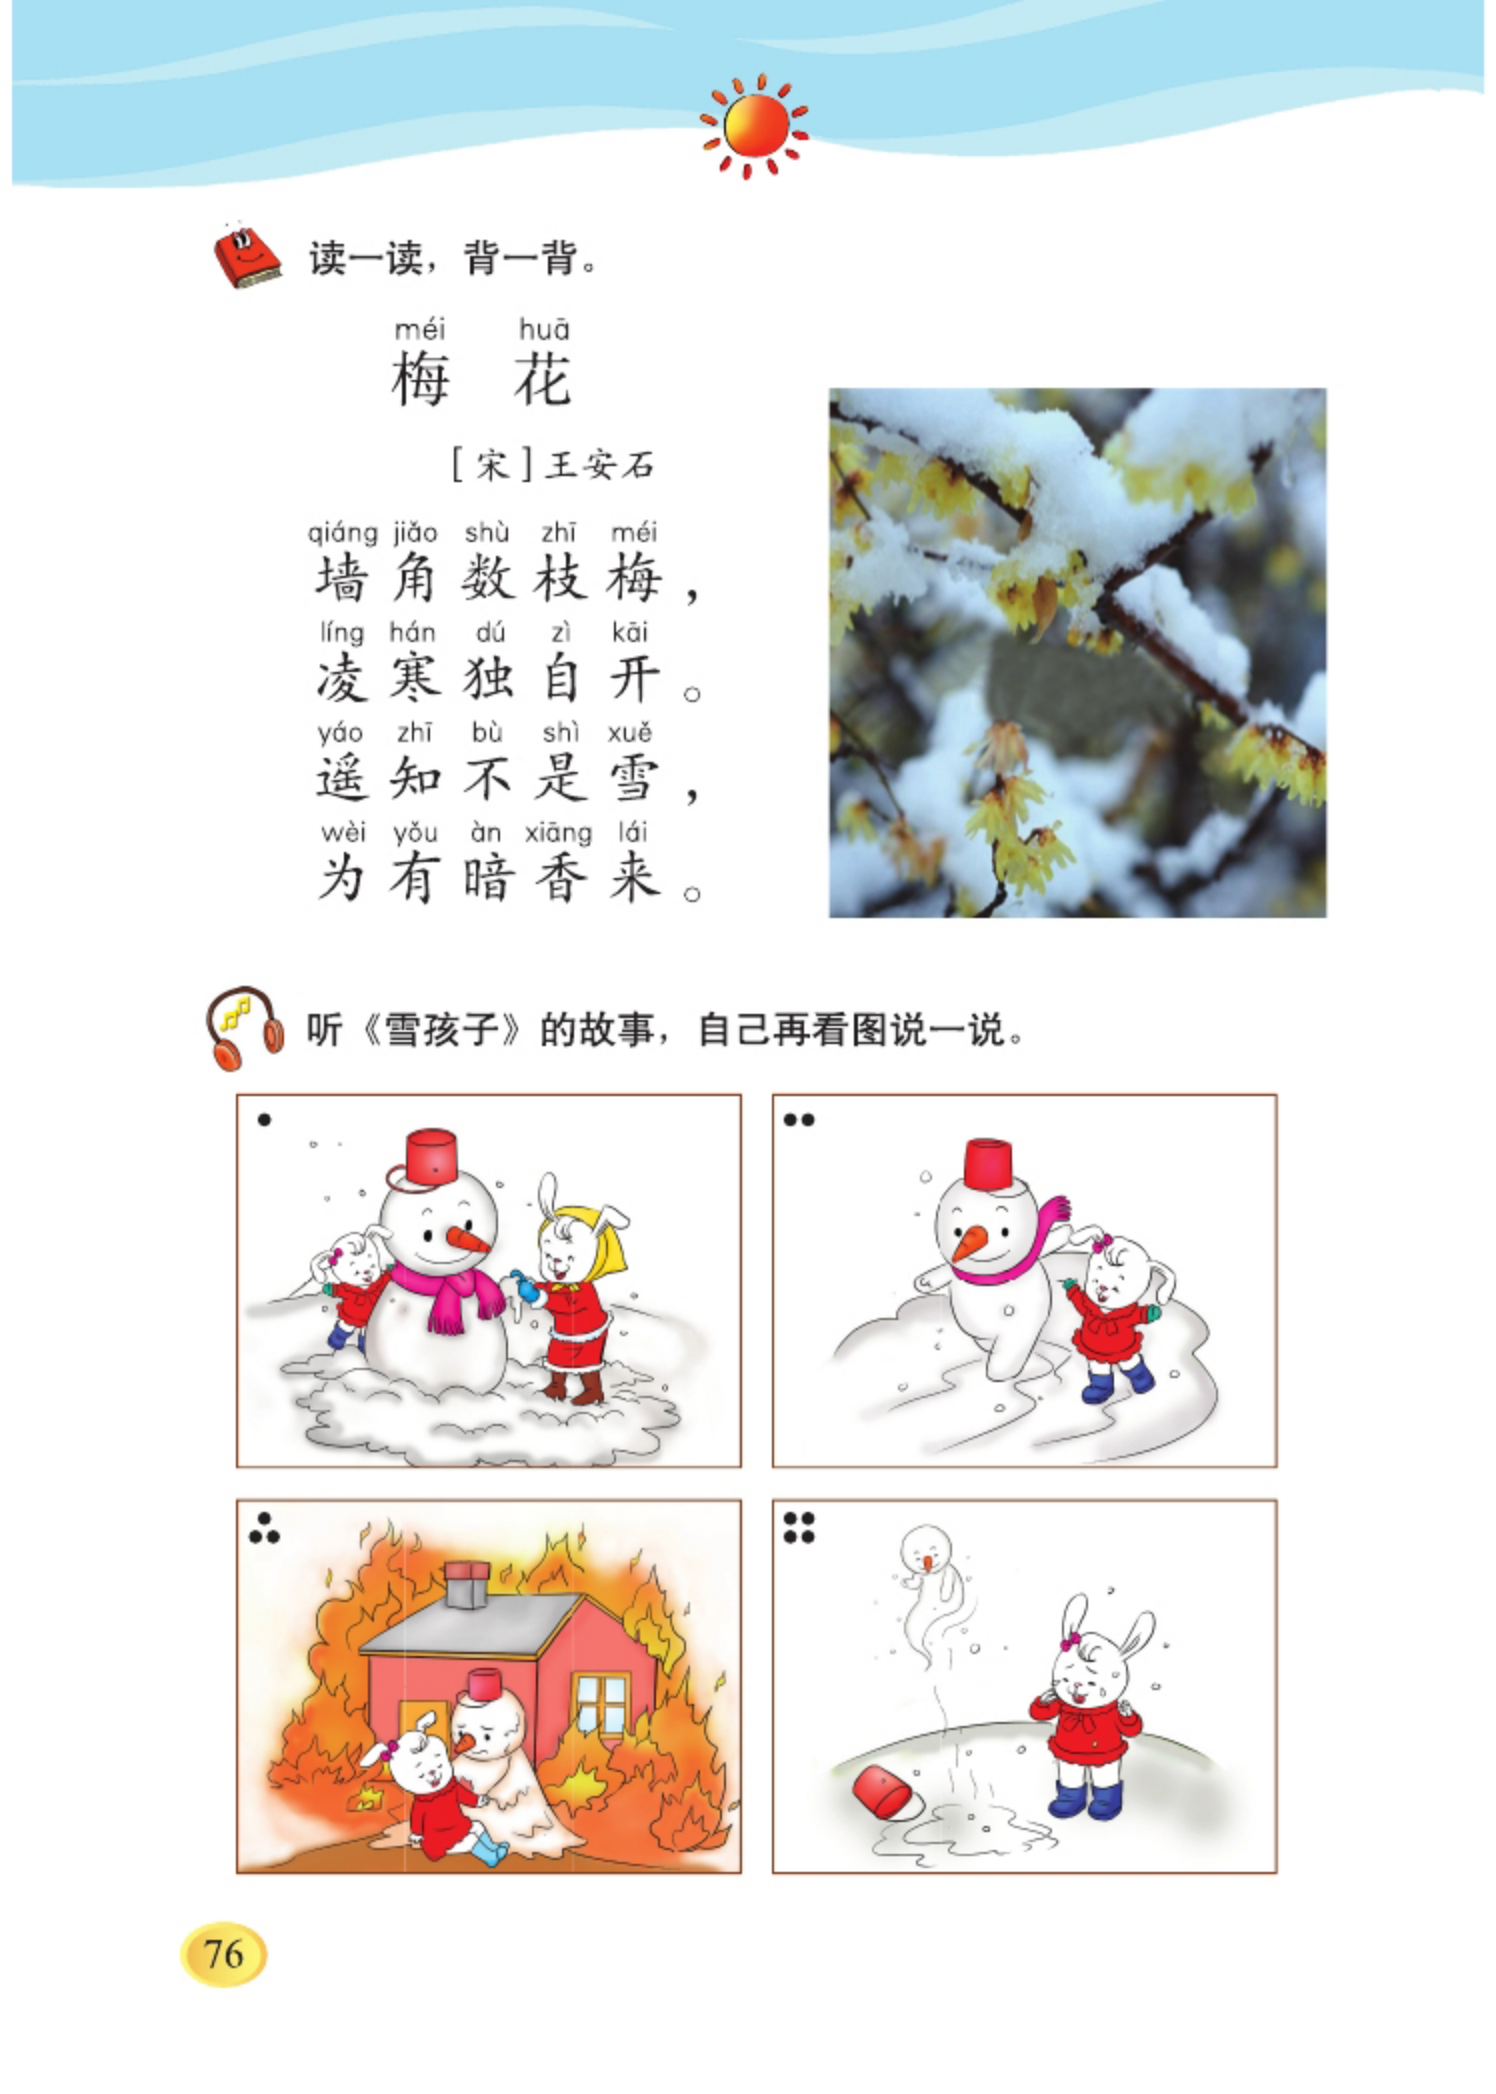 读一读，背一背。
méi huā
梅 花
[宋]王安石
qiáng jiǎo shù zhī méi
墙角数枝梅，
líng hán dú zì kāi
凌寒独自开。
yáo zhī bù shì xuě
遥知不是雪，
wèi yǒu àn xiāng lái
为有暗香来。
听《雪孩子》的故事，自己再看图说一说。
76